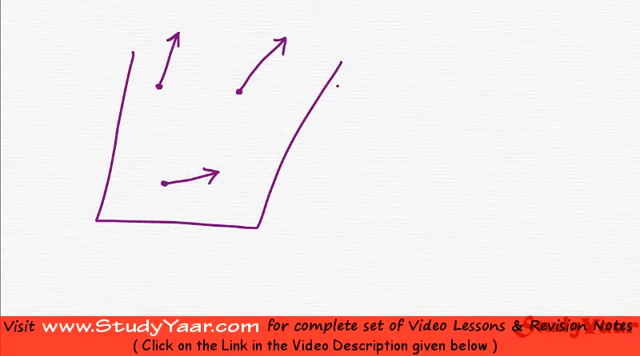 Visit www.StudyYaar.com for complete set of Video Lessons & Revision Notes
( Click on the Link in the Video Description given below )
StudyYaar